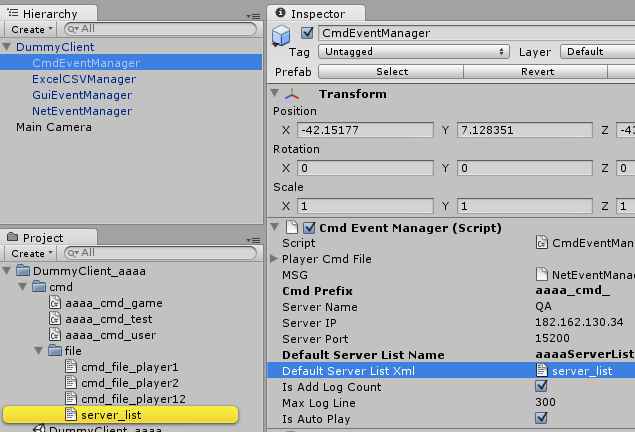 Hierarchy
Create
All
DummyClient
CmdEventManager
ExcelCSVManager
GuiEventManager
NetEventManager
Main Camera
Project
Create
All
DummyClient_aaaa
cmd
aaaa_cmd_game
aaaa_cmd_test
aaaa_cmd_user
file
cmd_file_player1
cmd_file_player2
cmd_file_player12
server_list
DummyClient_aaaa
Inspector
CmdEventManager
Tag Untagged Layer Default
Prefab Select Revert
Transform
Position
X -42.15177 Y 7.128351 Z
Rotation
X 0 Y 0 Z 0
Scale
X 1 Y 1 Z 1
Cmd Event Manager (Script)
Script CmdEventMan
Player Cmd File
MSG NetEventMana
Cmd Prefix aaaa_cmd_
Server Name QA
Server IP 182.162.130.34
Server Port 15200
Default Server List Name aaaaServerList
Default Server List Xml server_list
Is Add Log Count
Max Log Line 300
Is Auto Play